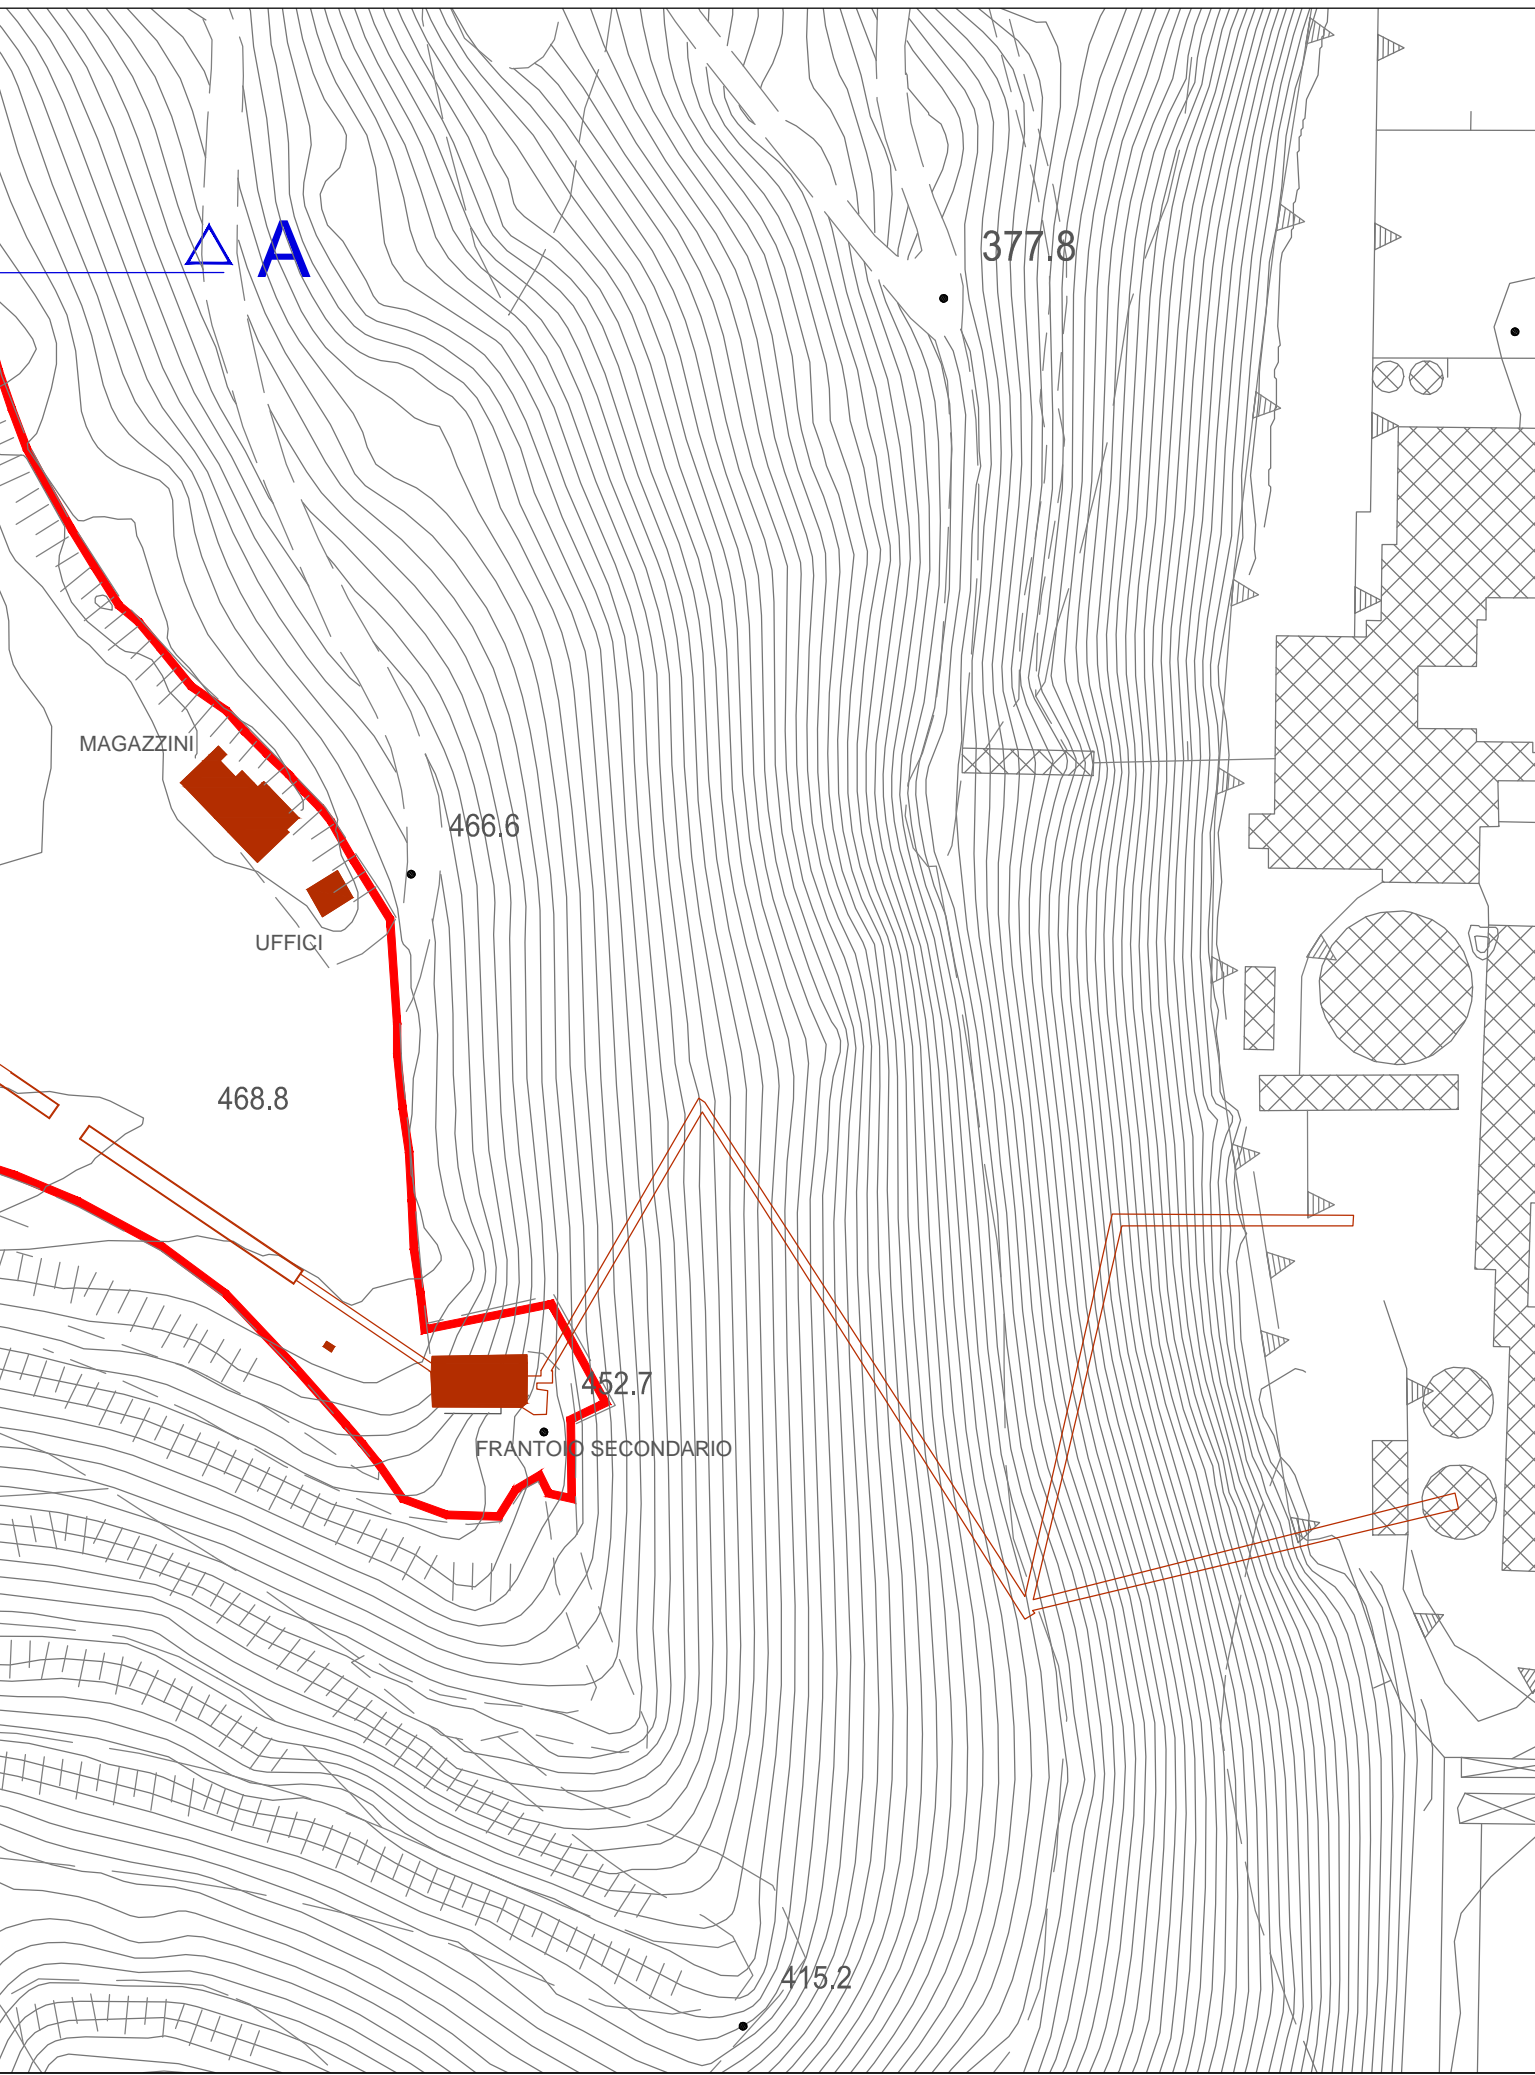 A
377.8
MAGAZZINI
466.6
UFFICI
468.8
452.7
FRANTOIO SECONDARIO
415.2